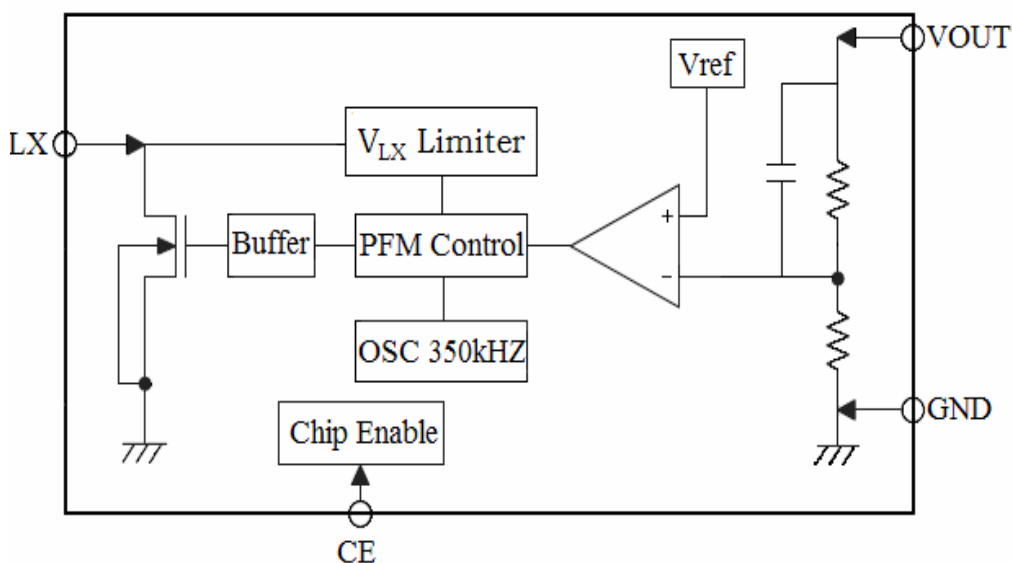 VOUT
Vref
LX
VLX Limiter
+
Buffer
PFM Control
−
OSC 350kHZ
Chip Enable
GND
CE